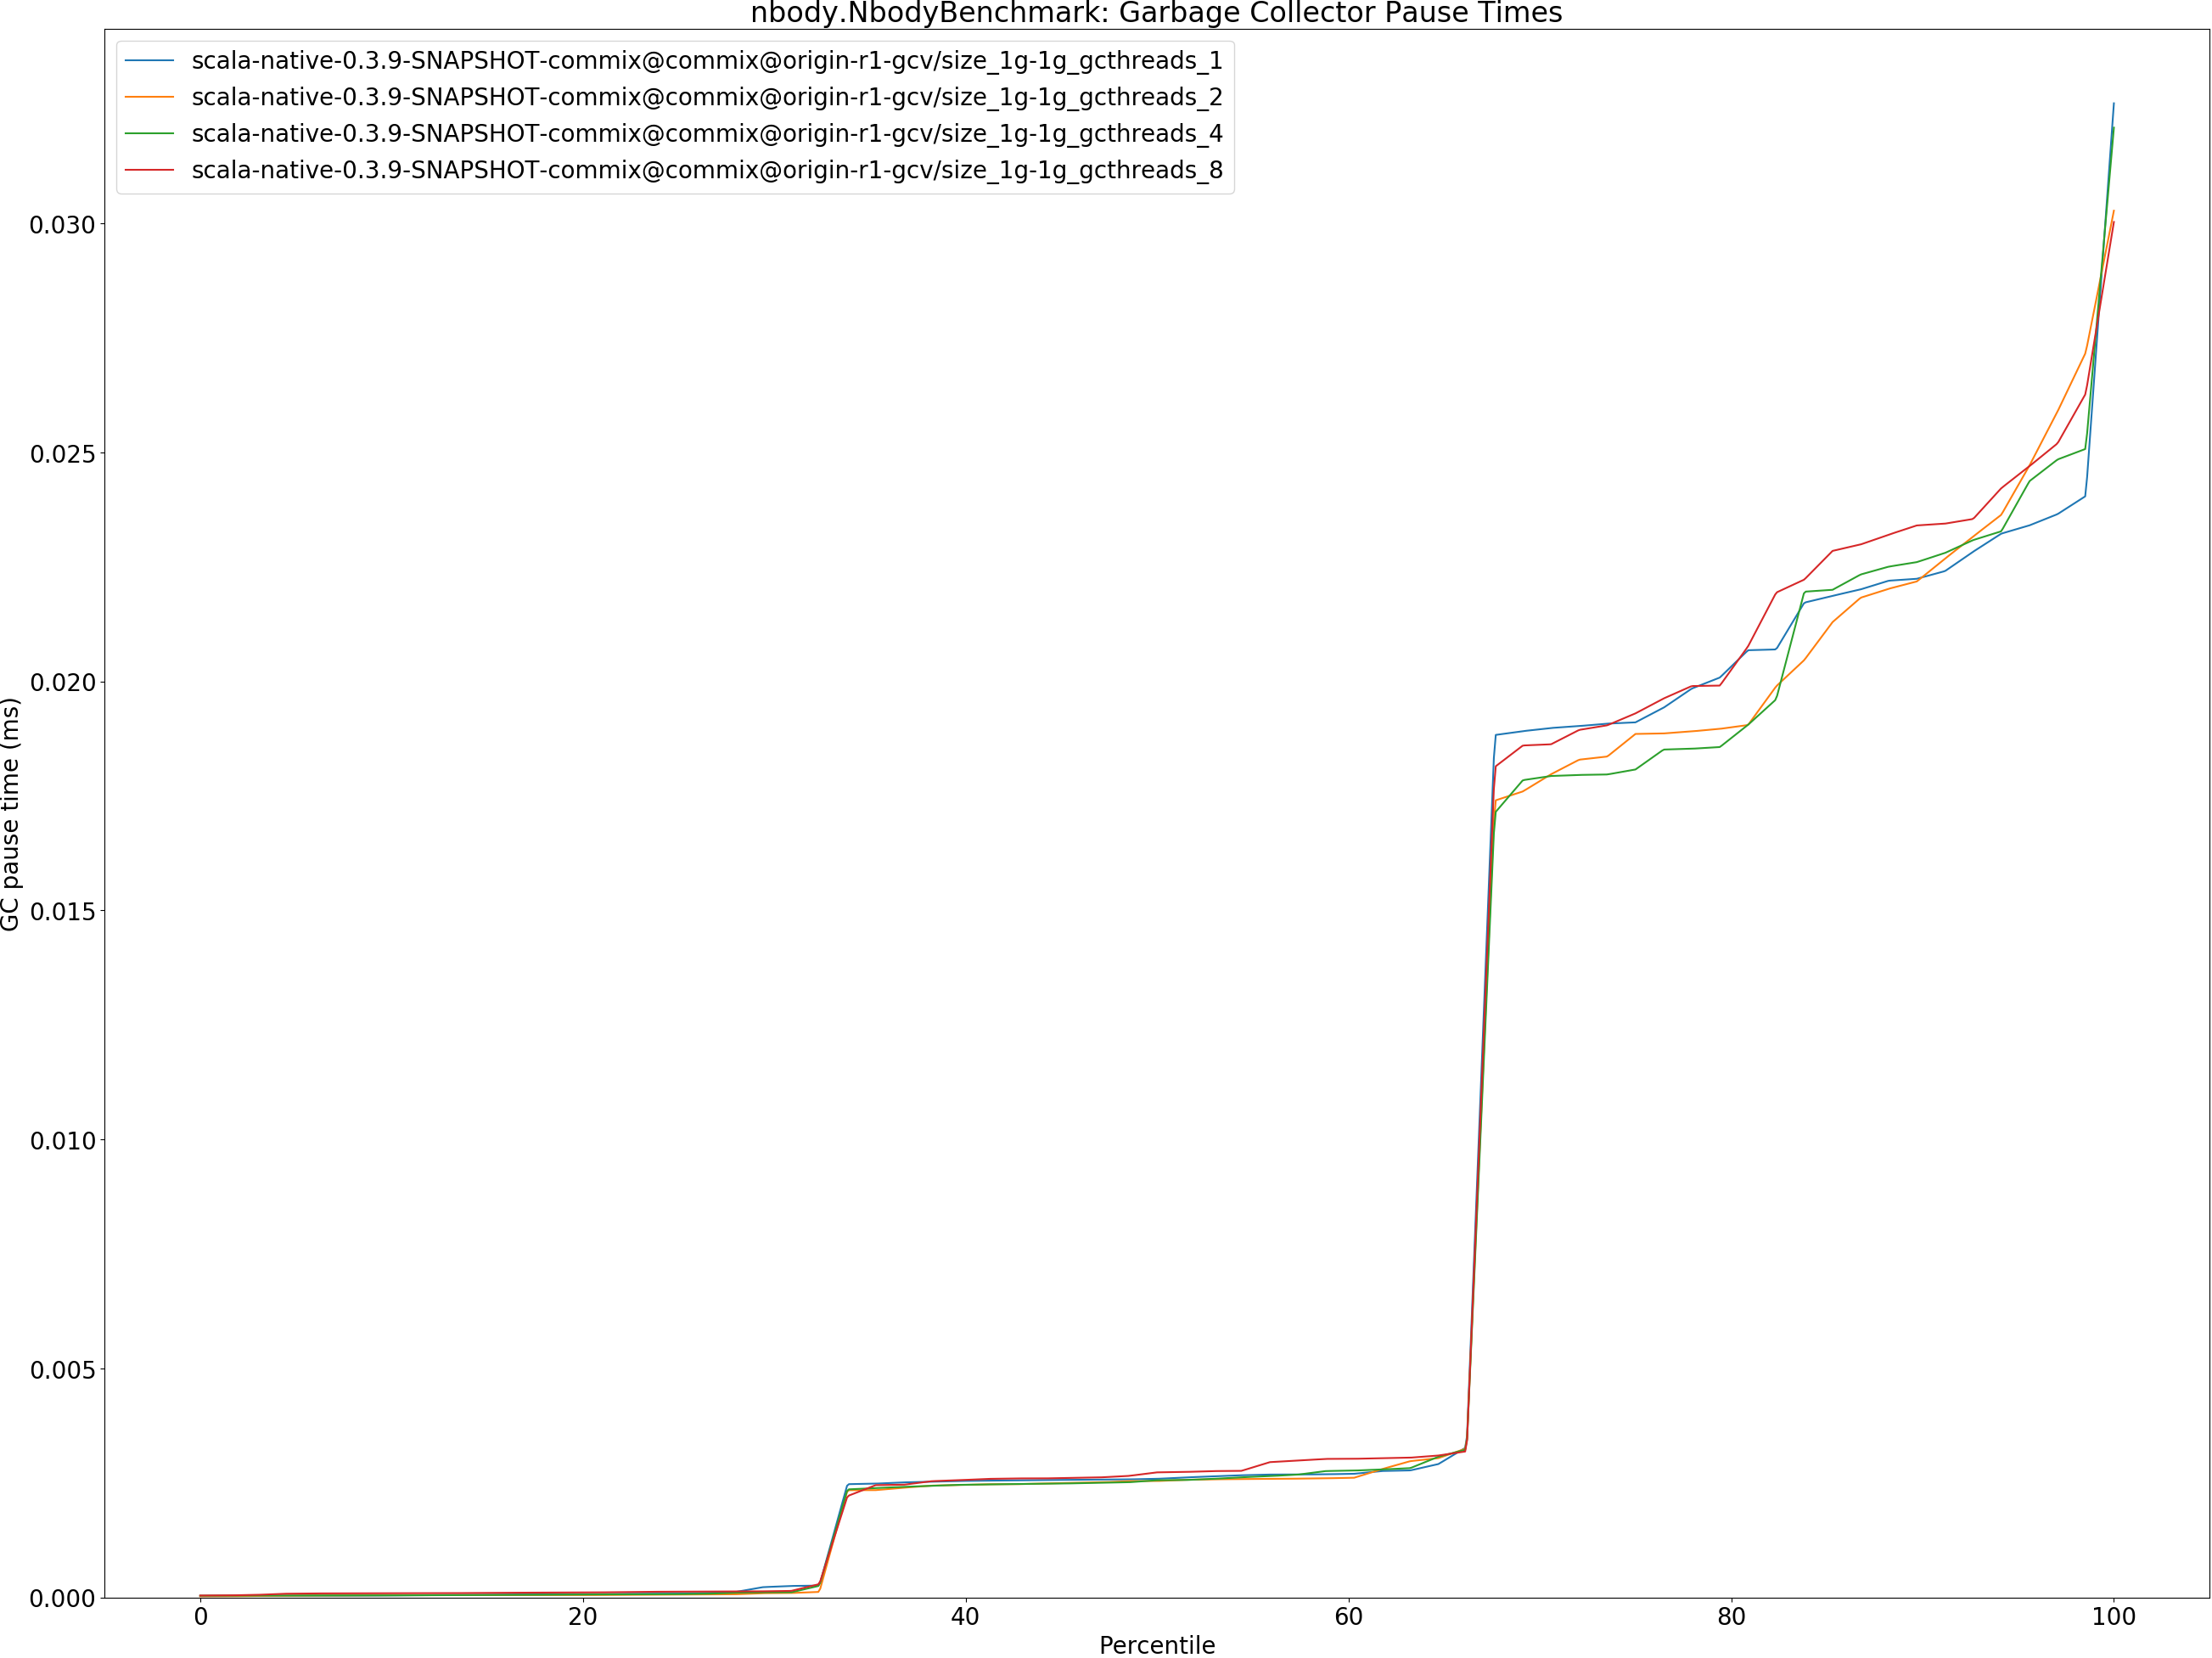 nbody.NbodyBenchmark: Garbage Collector Pause Times
scala-native-0.3.9-SNAPSHOT-commix@commix@origin-r1-gcv/size_1g-1g_gcthreads_1
scala-native-0.3.9-SNAPSHOT-commix@commix@origin-r1-gcv/size_1g-1g_gcthreads_2
scala-native-0.3.9-SNAPSHOT-commix@commix@origin-r1-gcv/size_1g-1g_gcthreads_4
scala-native-0.3.9-SNAPSHOT-commix@commix@origin-r1-gcv/size_1g-1g_gcthreads_8
GC pause time (ms)
0.030
0.025
0.020
0.015
0.010
0.005
0.000
0 20 40 60 80 100
Percentile